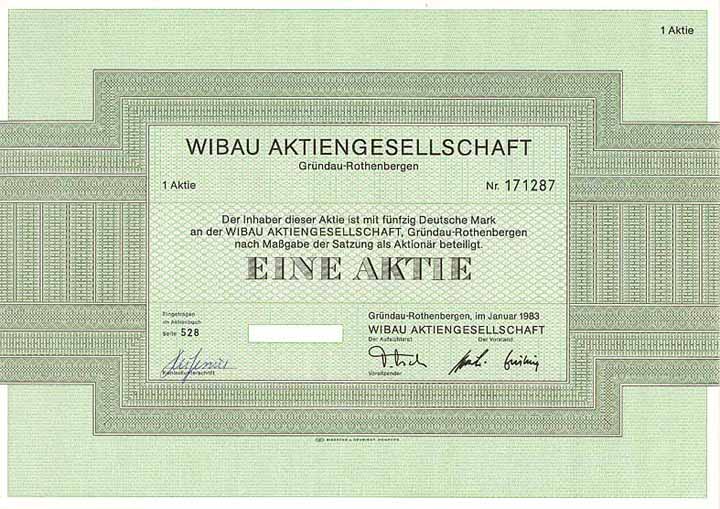 1 Aktie
WIBAU AKTIENGESELLSCHAFT
Gründau-Rothenbergen
1 Aktie
Nr. 171287
Der Inhaber dieser Aktie ist mit fünfzig Deutsche Mark
an der WIBAU AKTIENGESELLSCHAFT, Gründau-Rothenbergen
nach Maßgabe der Satzung als Aktionär beteiligt.
EINE AKTIE
Eingetragen
im Aktienbuch
Seite 528
Kontrollunterschrift
Gründau-Rothenbergen, im Januar 1983
WIBAU AKTIENGESELLSCHAFT
Der Aufsichtsrat Der Vorstand
Vorsitzender